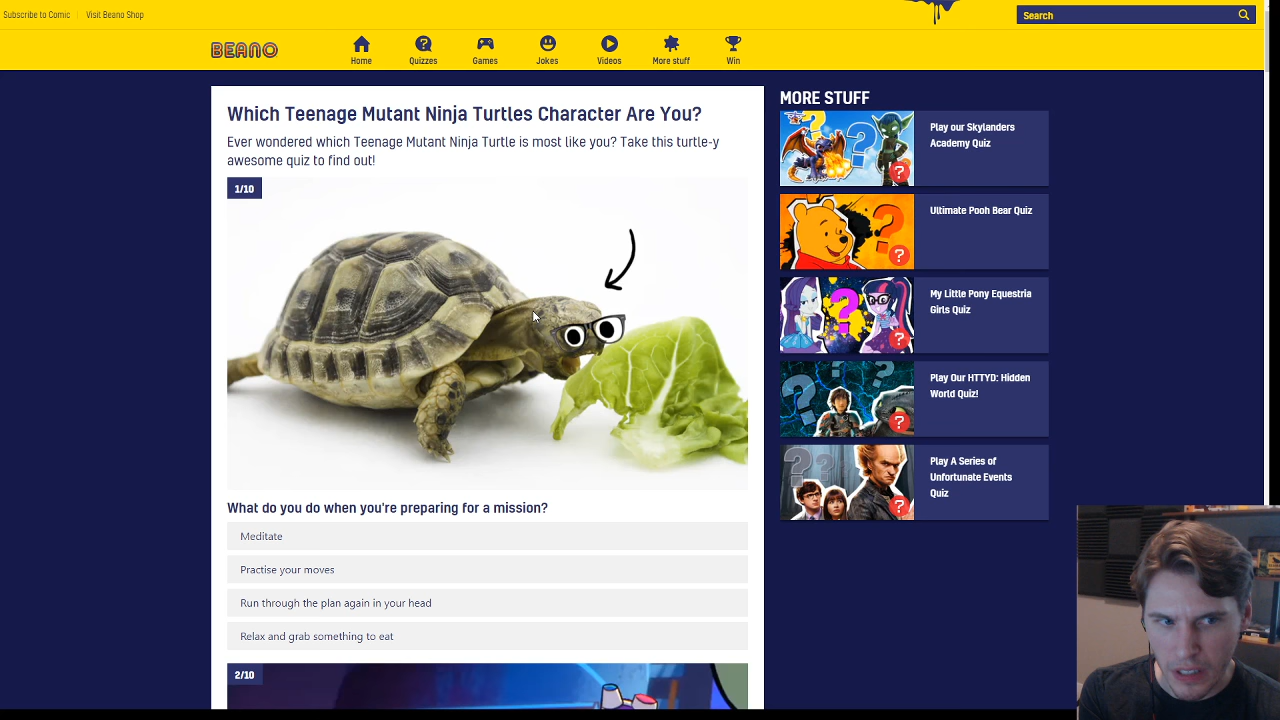 Subscribe to Comic
Visit Beano Shop
Search
BEANO
Home
Quizzes
Games
Jokes
Videos
More stuff
Win
Which Teenage Mutant Ninja Turtles Character Are You?
Ever wondered which Teenage Mutant Ninja Turtle is most like you? Take this turtle-y
awesome quiz to find out!
1/10
What do you do when you're preparing for a mission?
Meditate
Practise your moves
Run through the plan again in your head
Relax and grab something to eat
2/10
MORE STUFF
Play our Skylanders
Academy Quiz
Ultimate Pooh Bear Quiz
My Little Pony Equestria
Girls Quiz
Play Our HTTYD: Hidden
World Quiz!
Play A Series of
Unfortunate Events
Quiz